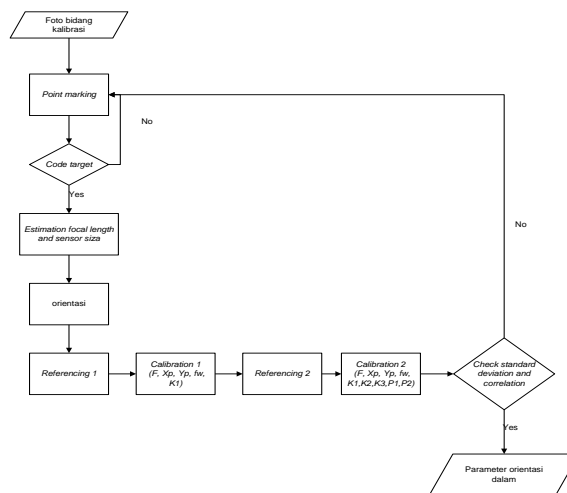 Foto bidang
kalibrasi
Point marking
No
Code target
Yes
Estimation focal length
and sensor siza
orientasi
Referencing 1
Calibration 1
(F, Xp, Yp, fw,
K1)
Referencing 2
Calibration 2
(F, Xp, Yp, fw,
K1,K2,K3,P1,P2)
Check standard
deviation and
correlation
No
Yes
Parameter orientasi
dalam